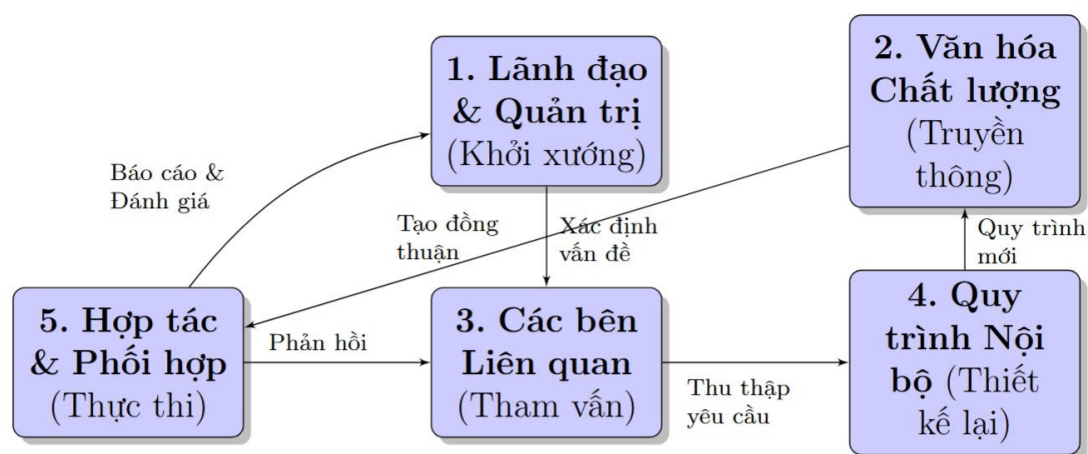 1. Lãnh đạo
& Quản trị
(Khởi xướng)
2. Văn hóa
Chất lượng
(Truyền
thông)
Báo cáo &
Đánh giá
Tạo đồng
thuận
Xác định
vấn đề
Quy trình
mới
5. Hợp tác
& Phối hợp
(Thực thi)
Phản hồi
3. Các bên
Liên quan
(Tham vấn)
Thu thập
yêu cầu
4. Quy
trình Nội
bộ (Thiết
kế lại)